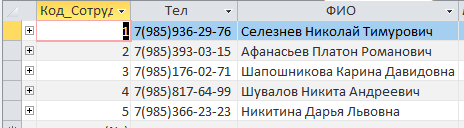 Код_Сотруд Тел ФИО
1 7(985)936-29-76 Селезнев Николай Тимурович
2 7(985)393-03-15 Афанасьев Платон Романович
3 7(985)176-02-71 Шапошникова Карина Давидовна
4 7(985)817-64-99 Шувалов Никита Андреевич
5 7(985)366-23-23 Никитина Дарья Львовна